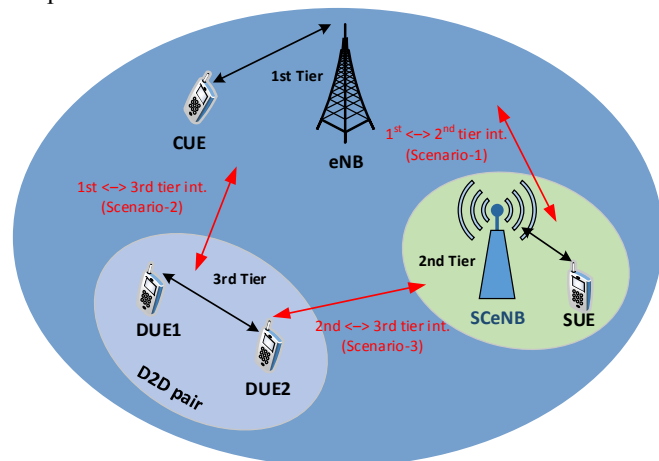 1st Tier
CUE
eNB
1st <--> 2nd tier int.
(Scenario-1)
1st <--> 3rd tier int.
(Scenario-2)
2nd Tier
3rd Tier
DUE1
SCeNB
SUE
2nd <--> 3rd tier int.
(Scenario-3)
DUE2
D2D pair